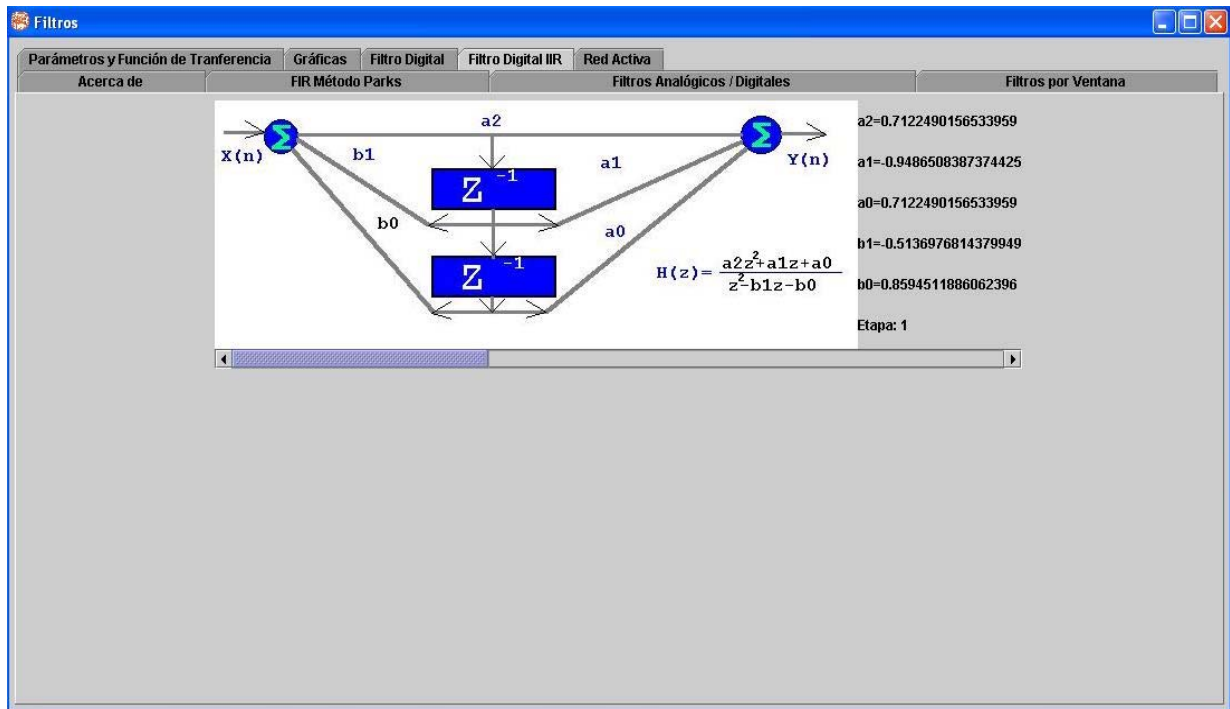 Filtros
Parámetros y Función de Tranferencia
Gráficas
Filtro Digital
Filtro Digital IIR
Red Activa
Acerca de
FIR Método Parks
Filtros Analógicos / Digitales
Filtros por Ventana
Σ
a2
Σ
X(n)
b1
a1
Y(n)
Z⁻¹
b0
a0
Z⁻¹
H(z)= a2z²+a1z+a0
z²-b1z-b0
a2=0.7122490156533959
a1=-0.9486508387374425
a0=0.7122490156533959
b1=-0.5136976814379949
b0=0.8594511886062396
Etapa: 1